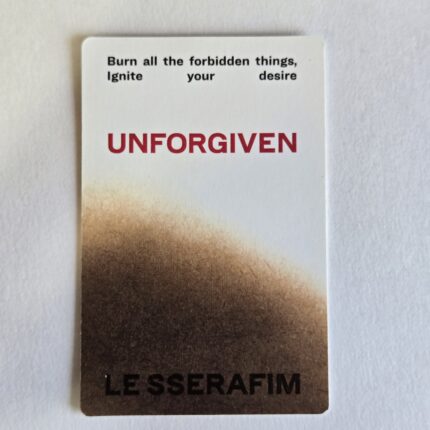 Burn all the forbidden things,
Ignite your desire
UNFORGIVEN
LE SSERAFIM